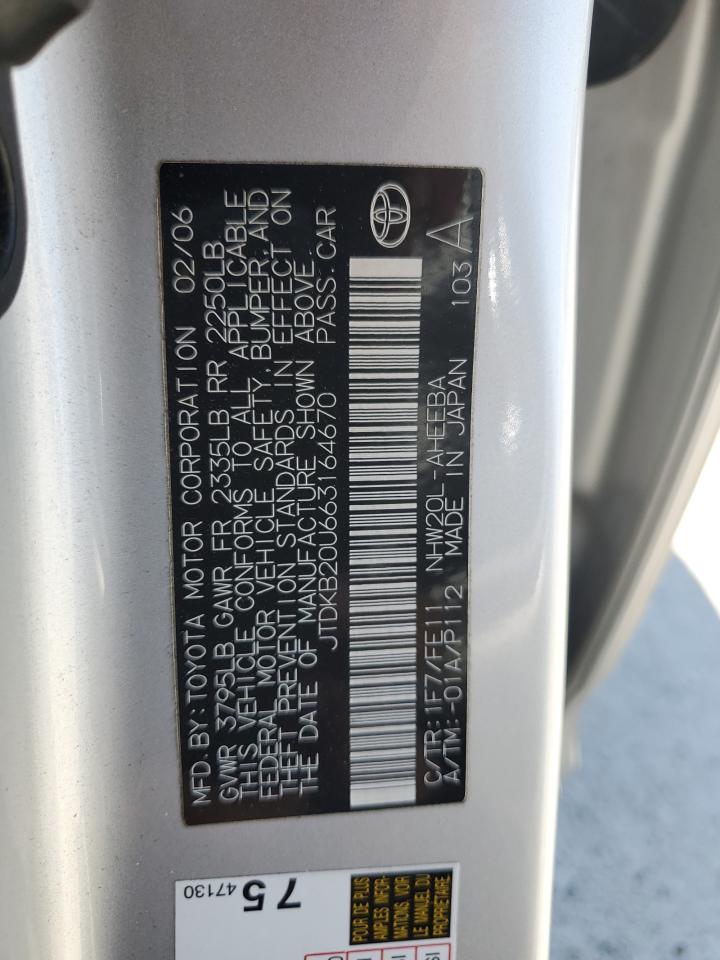 MFD. BY: TOYOTA MOTOR CORPORATION 02/06
GVWR 3795LB GAWR FR 2335LB RR 2250LB
THIS VEHICLE CONFORMS TO ALL APPLICABLE
FEDERAL MOTOR VEHICLE SAFETY, BUMPER, AND
THEFT PREVENTION STANDARDS IN EFFECT ON
THE DATE OF MANUFACTURE SHOWN ABOVE.
JTDKB20U663164670 PASS. CAR
C/TR: 1F7/FE11 NHW20L-AHEEBA
A/TM: -01A/P112 MADE IN JAPAN 103 A
75 47130
POUR DE PLUS
AMPLES INFOR-
MATIONS, VOIR
LE MANUEL DU
PROPRIETAIRE